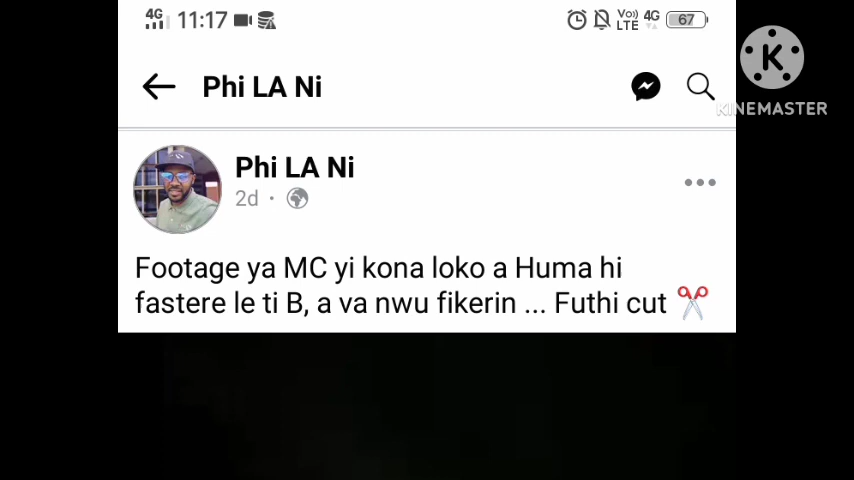 4G 11:17 Vo)) LTE 4G 67
Phi LA Ni
KINEMASTER
Phi LA Ni
2d ·
Footage ya MC yi kona loko a Huma hi
fastere le ti B, a va nwu fikerin ... Futhi cut ✂️